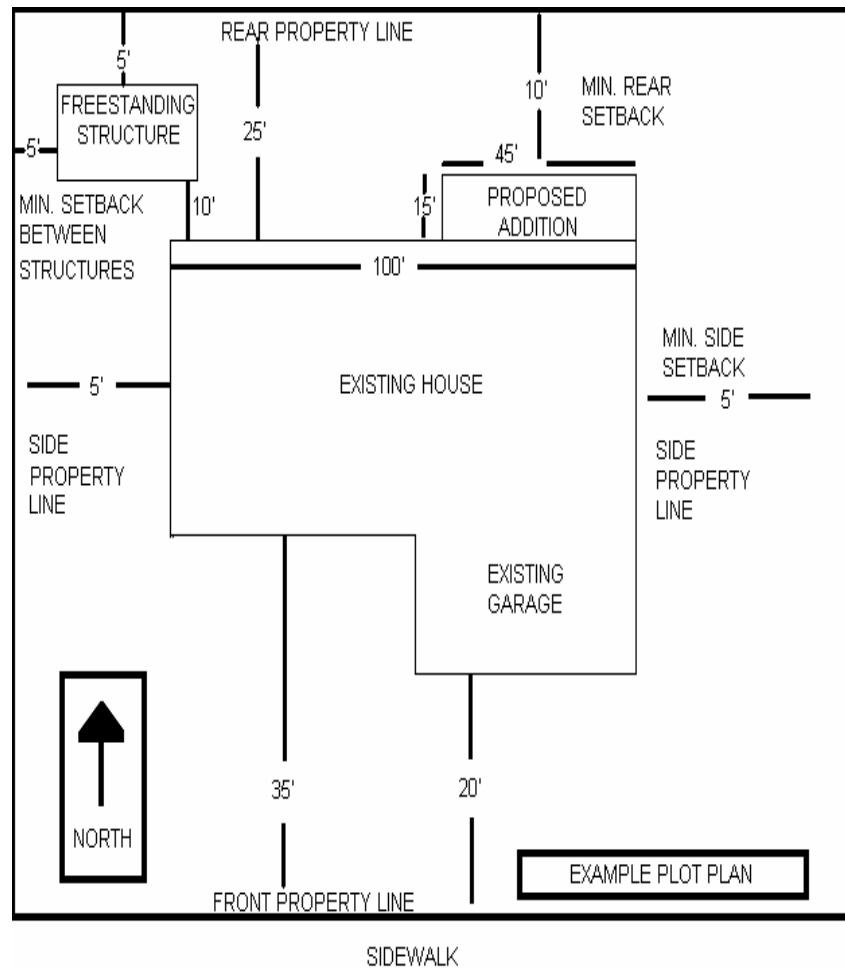 REAR PROPERTY LINE
5'
FREESTANDING
STRUCTURE
25'
10'
MIN. REAR
SETBACK
5'
45'
MIN. SETBACK
BETWEEN
STRUCTURES
10'
15'
PROPOSED
ADDITION
100'
MIN. SIDE
SETBACK
5'
EXISTING HOUSE
5'
SIDE
PROPERTY
LINE
SIDE
PROPERTY
LINE
EXISTING
GARAGE
35'
20'
NORTH
EXAMPLE PLOT PLAN
FRONT PROPERTY LINE
SIDEWALK